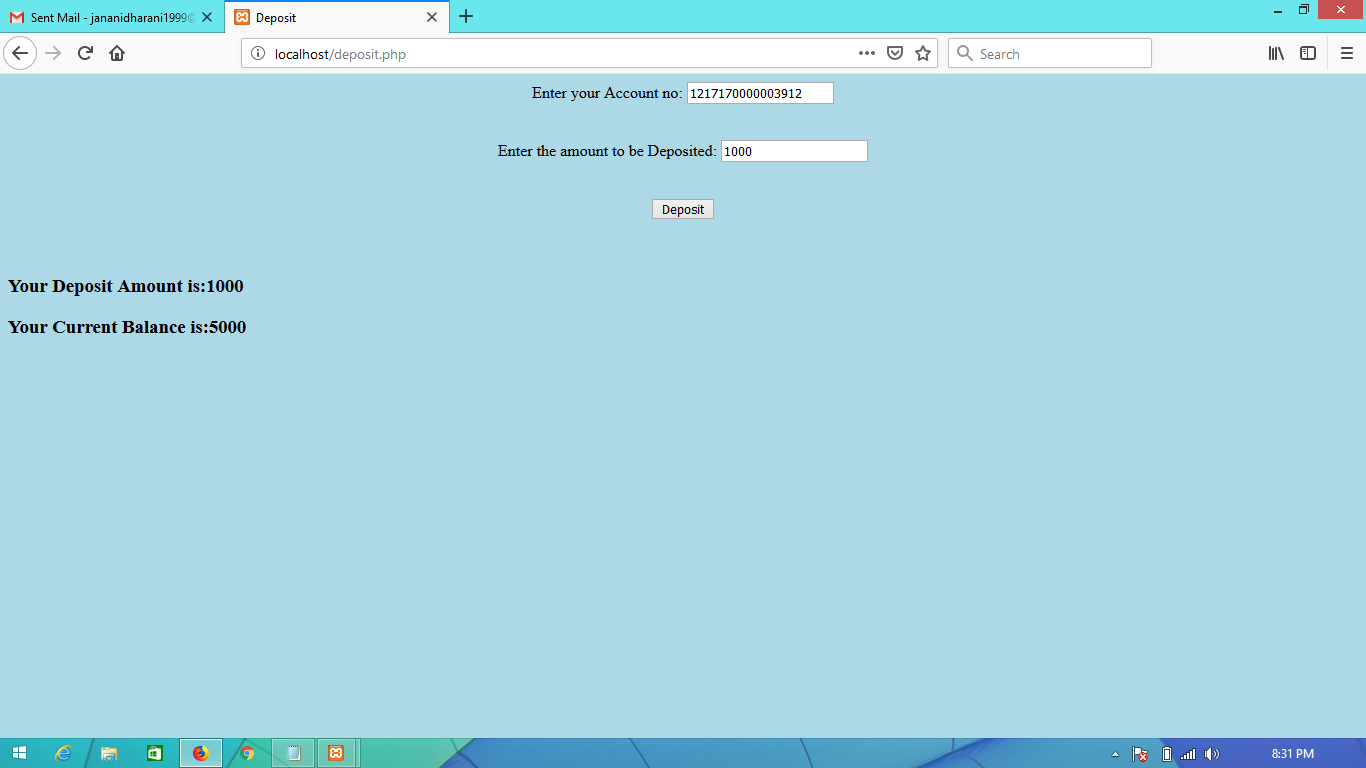 Sent Mail - jananidharani1999@
Deposit
localhost/deposit.php
Search
Enter your Account no: 1217170000003912
Enter the amount to be Deposited: 1000
Deposit
Your Deposit Amount is:1000
Your Current Balance is:5000
8:31 PM